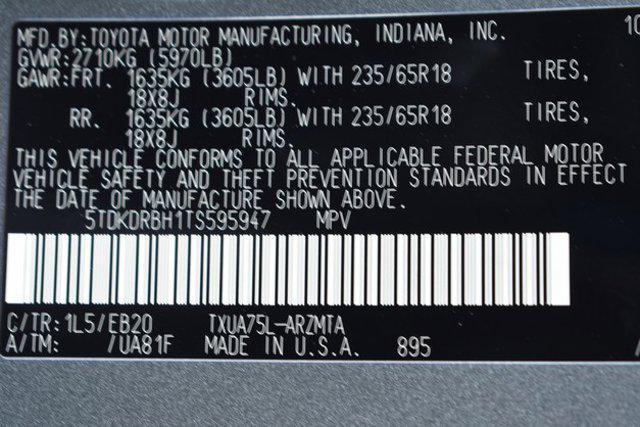 MFD.BY:TOYOTA MOTOR MANUFACTURING, INDIANA, INC. 10
GVWR:2710KG (5970LB)
GAWR:FRT. 1635KG (3605LB) WITH 235/65R18 TIRES,
18X8J RIMS.
RR. 1635KG (3605LB) WITH 235/65R18 TIRES,
18X8J RIMS.
THIS VEHICLE CONFORMS TO ALL APPLICABLE FEDERAL MOTOR
VEHICLE SAFETY AND THEFT PREVENTION STANDARDS IN EFFECT
THE DATE OF MANUFACTURE SHOWN ABOVE.
5TDKDRBH1TS595947 MPV
C/TR:1L5/EB20 TXUA75L-ARZMTA
A/TM: /UA81F MADE IN U.S.A. 895